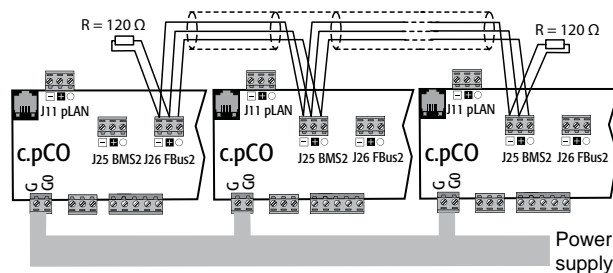 R = 120 Ω
R = 120 Ω
J11 pLAN
J11 pLAN
J11 pLAN
c.pCO
J25 BMS2
J26 FBus2
c.pCO
J25 BMS2
J26 FBus2
c.pCO
J25 BMS2
J26 FBus2
G
G0
G
G0
G
G0
Power
supply